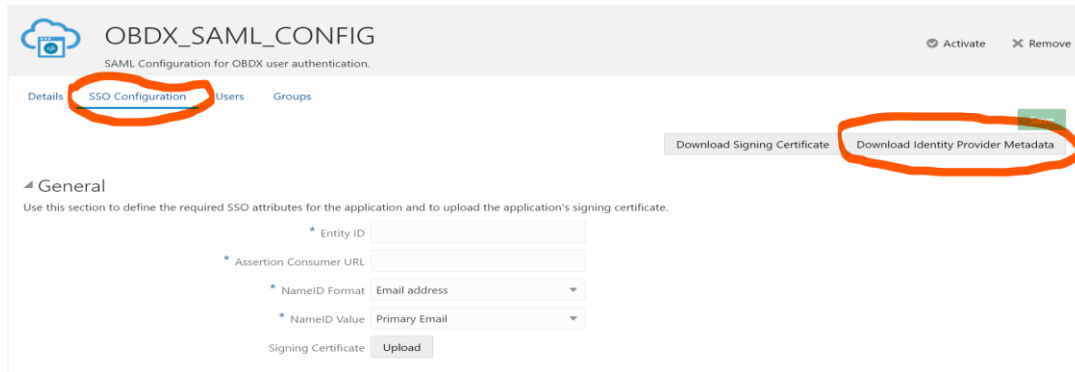 OBDX_SAML_CONFIG
SAML Configuration for OBDX user authentication.
Activate
Remove
Details
SSO Configuration
Users
Groups
Save
Download Signing Certificate
Download Identity Provider Metadata
General
Use this section to define the required SSO attributes for the application and to upload the application's signing certificate.
* Entity ID
* Assertion Consumer URL
* NameID Format Email address
* NameID Value Primary Email
Signing Certificate Upload